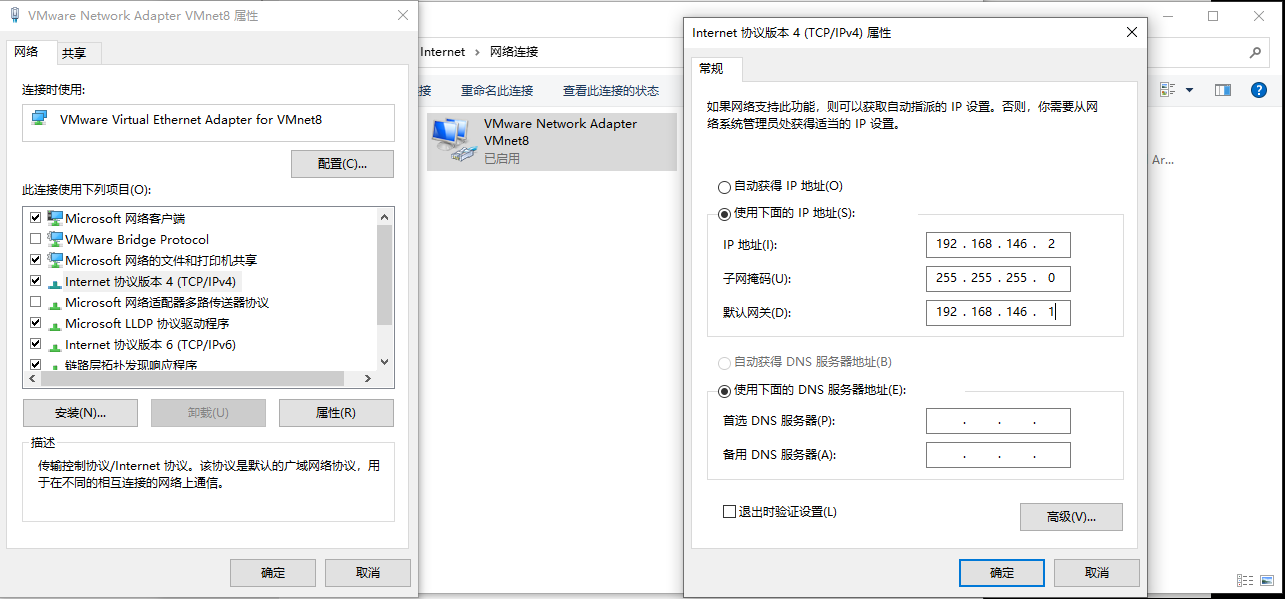 VMware Network Adapter VMnet8 属性
网络
共享
连接时使用:
VMware Virtual Ethernet Adapter for VMnet8
配置(C)...
此连接使用下列项目(O):
Microsoft 网络客户端
VMware Bridge Protocol
Microsoft 网络的文件和打印机共享
Internet 协议版本 4 (TCP/IPv4)
Microsoft 网络适配器多路传送器协议
Microsoft LLDP 协议驱动程序
Internet 协议版本 6 (TCP/IPv6)
链路层拓扑发现响应程序
安装(N)...
卸载(U)
属性(R)
描述
传输控制协议/Internet 协议。该协议是默认的广域网络协议，用
于在不同的相互连接的网络上通信。
确定
取消
Internet › 网络连接
接
重命名此连接
查看此连接的状态
VMware Network Adapter
VMnet8
已启用
Internet 协议版本 4 (TCP/IPv4) 属性
常规
如果网络支持此功能，则可以获取自动指派的 IP 设置。否则，你需要从网
络系统管理员处获得适当的 IP 设置。
自动获得 IP 地址(O)
使用下面的 IP 地址(S):
IP 地址(I):
192 . 168 . 146 . 2
子网掩码(U):
255 . 255 . 255 . 0
默认网关(D):
192 . 168 . 146 . 1
自动获得 DNS 服务器地址(B)
使用下面的 DNS 服务器地址(E):
首选 DNS 服务器(P):
. . .
备用 DNS 服务器(A):
. . .
退出时验证设置(L)
高级(V)...
确定
取消
Ar...